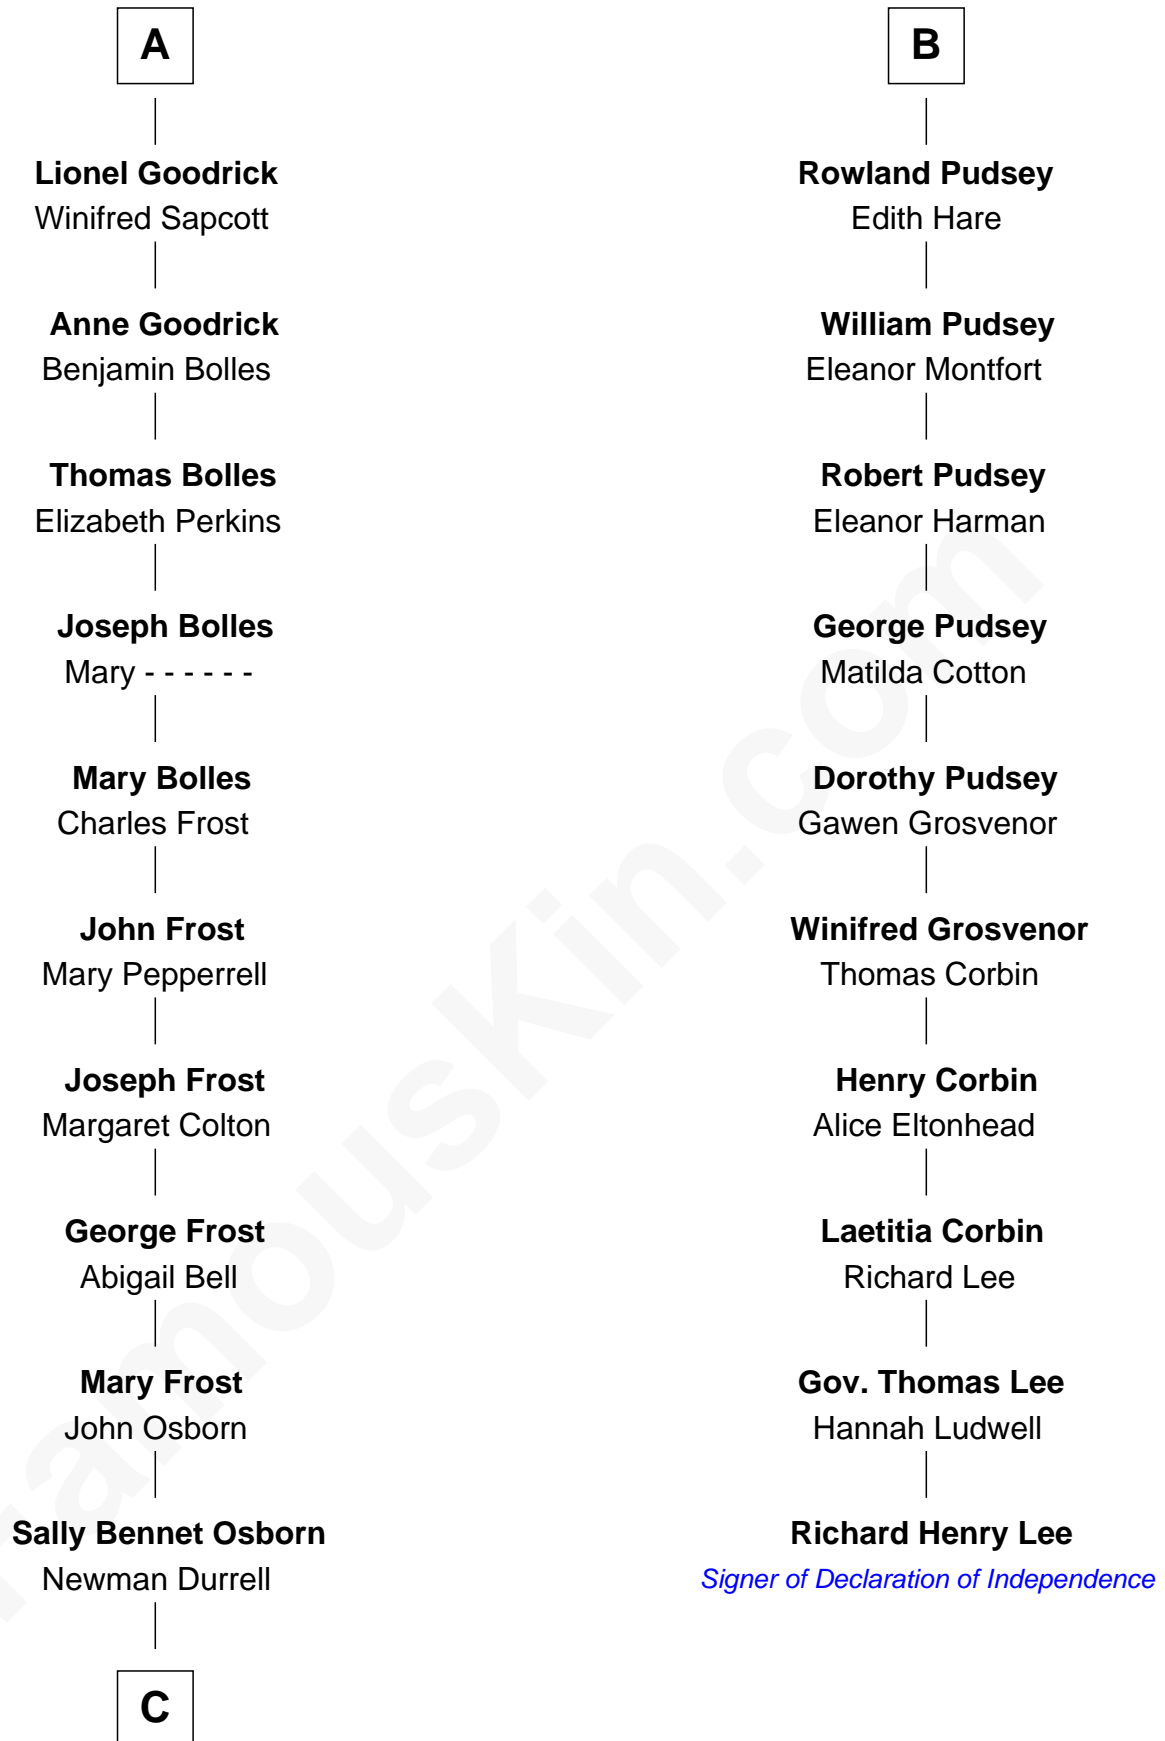 A
Lionel Goodrick
Winifred Sapcott
Anne Goodrick
Benjamin Bolles
Thomas Bolles
Elizabeth Perkins
Joseph Bolles
Mary - - - - - -
Mary Bolles
Charles Frost
John Frost
Mary Pepperrell
Joseph Frost
Margaret Colton
George Frost
Abigail Bell
Mary Frost
John Osborn
Sally Bennet Osborn
Newman Durrell
C
B
Rowland Pudsey
Edith Hare
William Pudsey
Eleanor Montfort
Robert Pudsey
Eleanor Harman
George Pudsey
Matilda Cotton
Dorothy Pudsey
Gawen Grosvenor
Winifred Grosvenor
Thomas Corbin
Henry Corbin
Alice Eltonhead
Laetitia Corbin
Richard Lee
Gov. Thomas Lee
Hannah Ludwell
Richard Henry Lee
Signer of Declaration of Independence
FamousKin.com